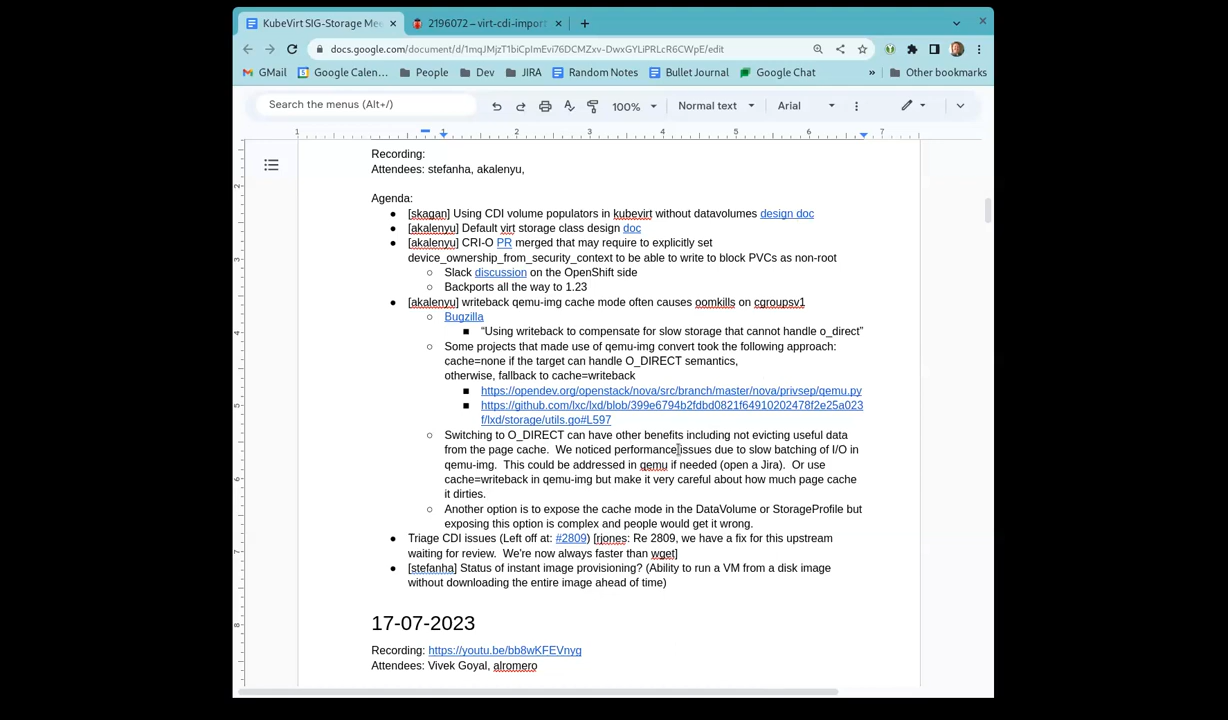 KubeVirt SIG-Storage Mee
2196072 – virt-cdi-import
docs.google.com/document/d/1mqJMjzT1biCpImEvi76DCMZxv-DwxGYLiPRLcR6CWpE/edit
GMail
Google Calen...
People
Dev
JIRA
Random Notes
Bullet Journal
Google Chat
»
Other bookmarks
Search the menus (Alt+/)
100%
Normal text
Arial
1 1 2 3 4 5 6 7
Recording:
Attendees: stefanha, akalenyu,
Agenda:
● [skagan] Using CDI volume populators in kubevirt without datavolumes design doc
● [akalenyu] Default virt storage class design doc
● [akalenyu] CRI-O PR merged that may require to explicitly set
device_ownership_from_security_context to be able to write to block PVCs as non-root
○ Slack discussion on the OpenShift side
○ Backports all the way to 1.23
● [akalenyu] writeback qemu-img cache mode often causes oomkills on cgroupsv1
○ Bugzilla
■ “Using writeback to compensate for slow storage that cannot handle o_direct”
○ Some projects that made use of qemu-img convert took the following approach:
cache=none if the target can handle O_DIRECT semantics,
otherwise, fallback to cache=writeback
■ https://opendev.org/openstack/nova/src/branch/master/nova/privsep/qemu.py
■ https://github.com/lxc/lxd/blob/399e6794b2fdbd0821f64910202478f2e25a023
f/lxd/storage/utils.go#L597
○ Switching to O_DIRECT can have other benefits including not evicting useful data
from the page cache. We noticed performance issues due to slow batching of I/O in
qemu-img. This could be addressed in qemu if needed (open a Jira). Or use
cache=writeback in qemu-img but make it very careful about how much page cache
it dirties.
○ Another option is to expose the cache mode in the DataVolume or StorageProfile but
exposing this option is complex and people would get it wrong.
● Triage CDI issues (Left off at: #2809) [rjones: Re 2809, we have a fix for this upstream
waiting for review. We're now always faster than wget]
● [stefanha] Status of instant image provisioning? (Ability to run a VM from a disk image
without downloading the entire image ahead of time)
17-07-2023
Recording: https://youtu.be/bb8wKFEVnyg
Attendees: Vivek Goyal, alromero
2
3
4
5
6
7
8